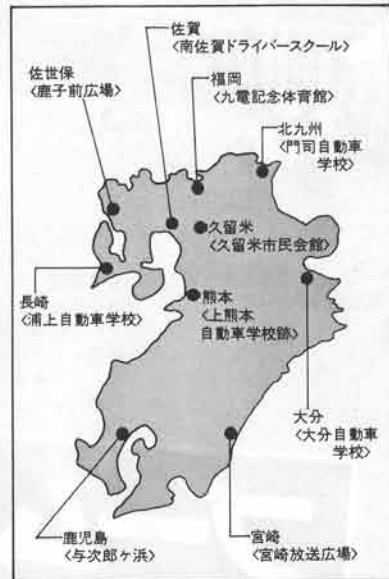 佐賀
〈南佐賀ドライバースクール〉
佐世保
〈鹿子前広場〉
福岡
〈九電記念体育館〉
北九州
〈門司自動車
学校〉
久留米
〈久留米市民会館〉
長崎
〈浦上自動車学校〉
熊本
〈上熊本
自動車学校跡〉
大分
〈大分自動車
学校〉
鹿児島
〈与次郎ヶ浜〉
宮崎
〈宮崎放送広場〉